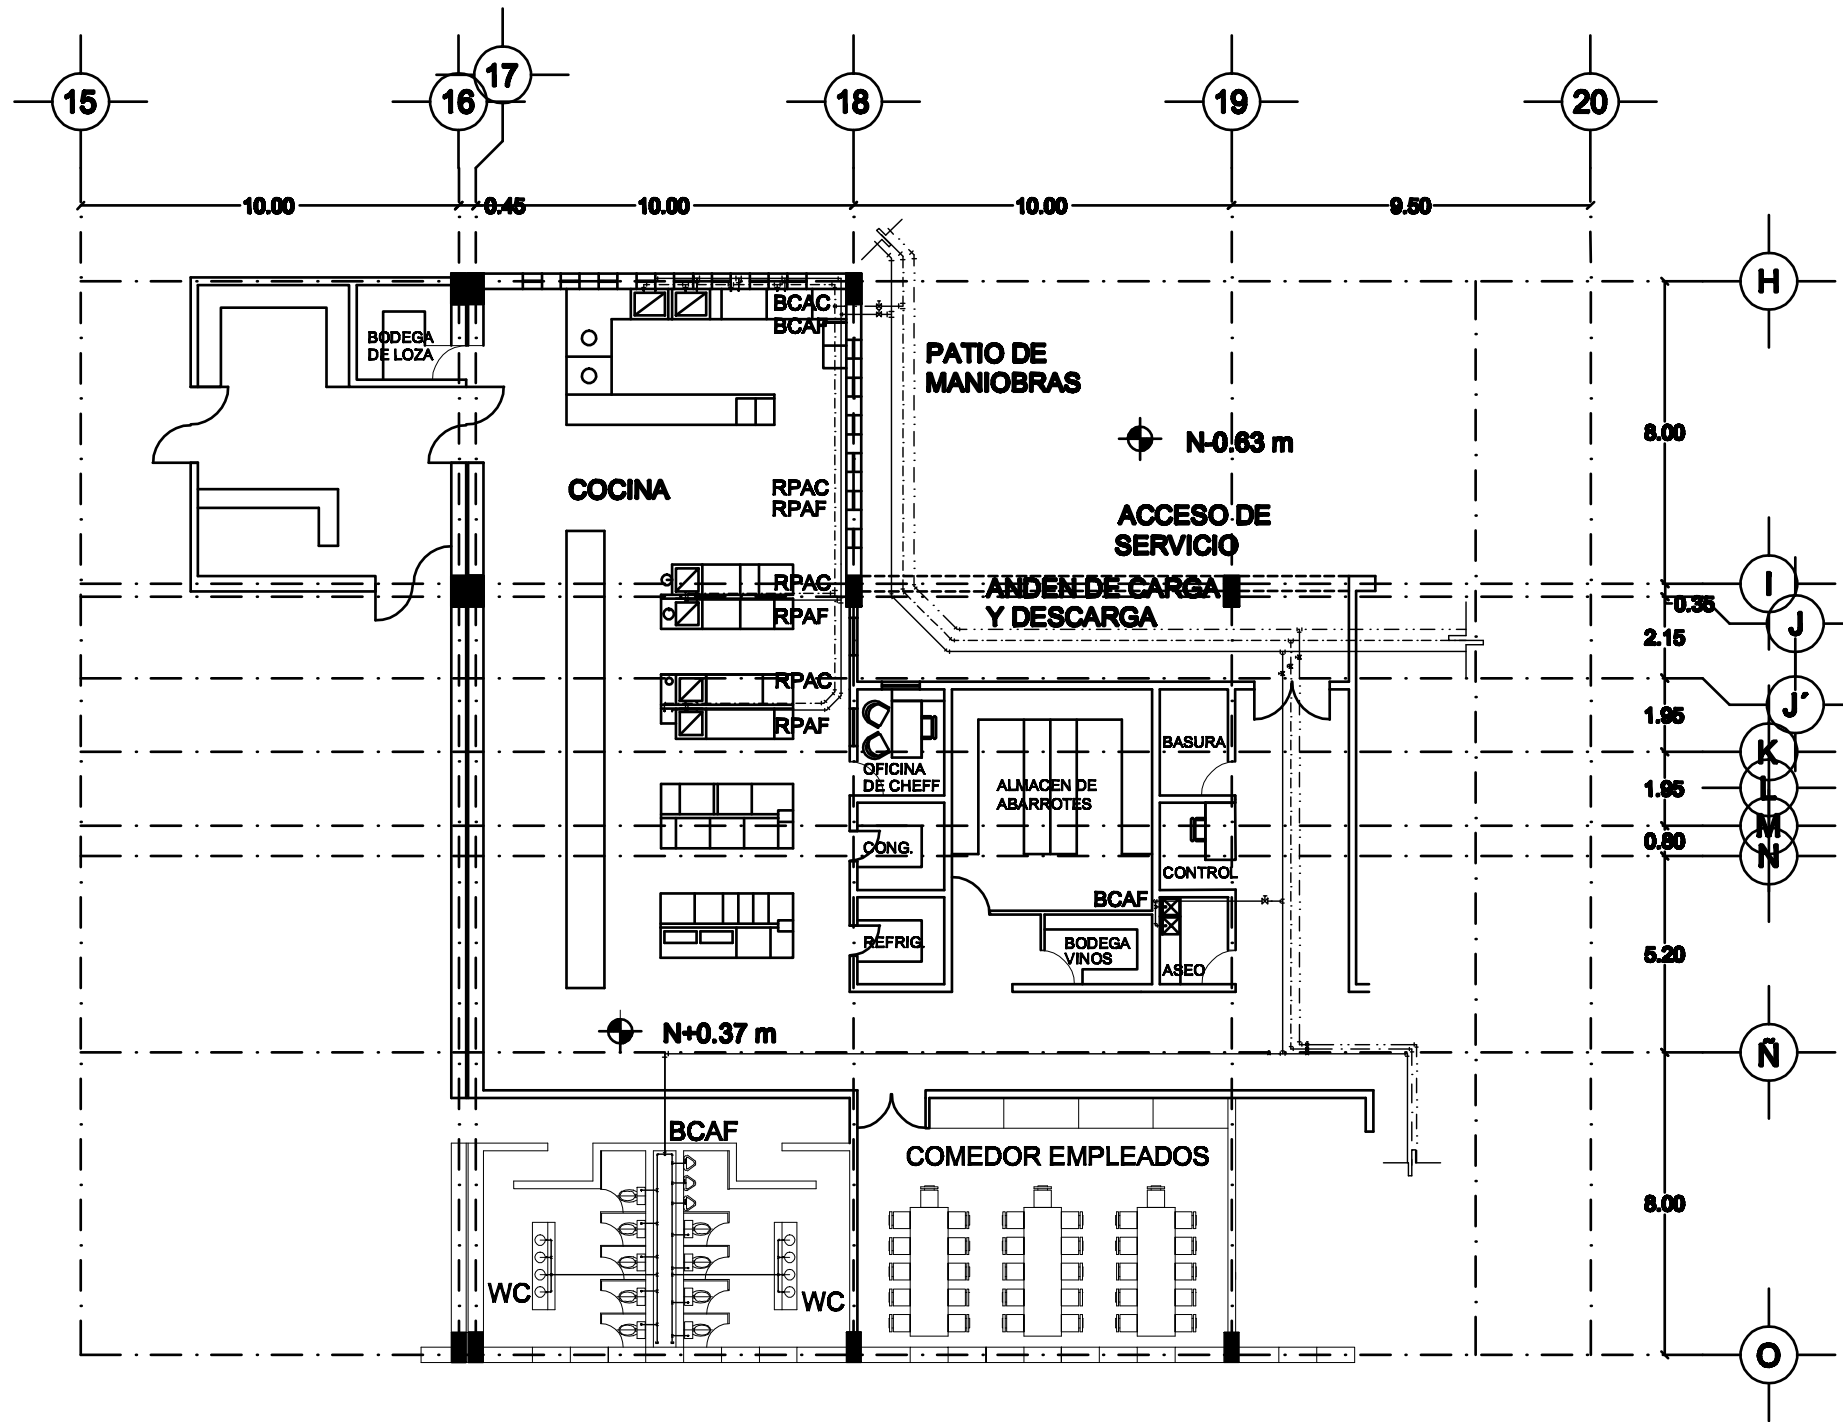 17
15
16
18
19
20
10.00
0.45
10.00
10.00
9.50
H
BCAC
BCAF
BODEGA
DE LOZA
PATIO DE
MANIOBRAS
N-0.63 m
8.00
COCINA
RPAC
RPAF
ACCESO DE
SERVICIO
RPAC
RPAF
ANDEN DE CARGA
Y DESCARGA
I
0.35
J
2.15
RPAC
RPAF
J´
1.95
BASURA
K
OFICINA
DE CHEFF
ALMACEN DE
ABARROTES
1.95
L
M
0.80
N
CONG.
CONTROL
BCAF
REFRIG.
BODEGA
VINOS
ASEO
5.20
N+0.37 m
Ñ
BCAF
COMEDOR EMPLEADOS
8.00
WC
WC
O